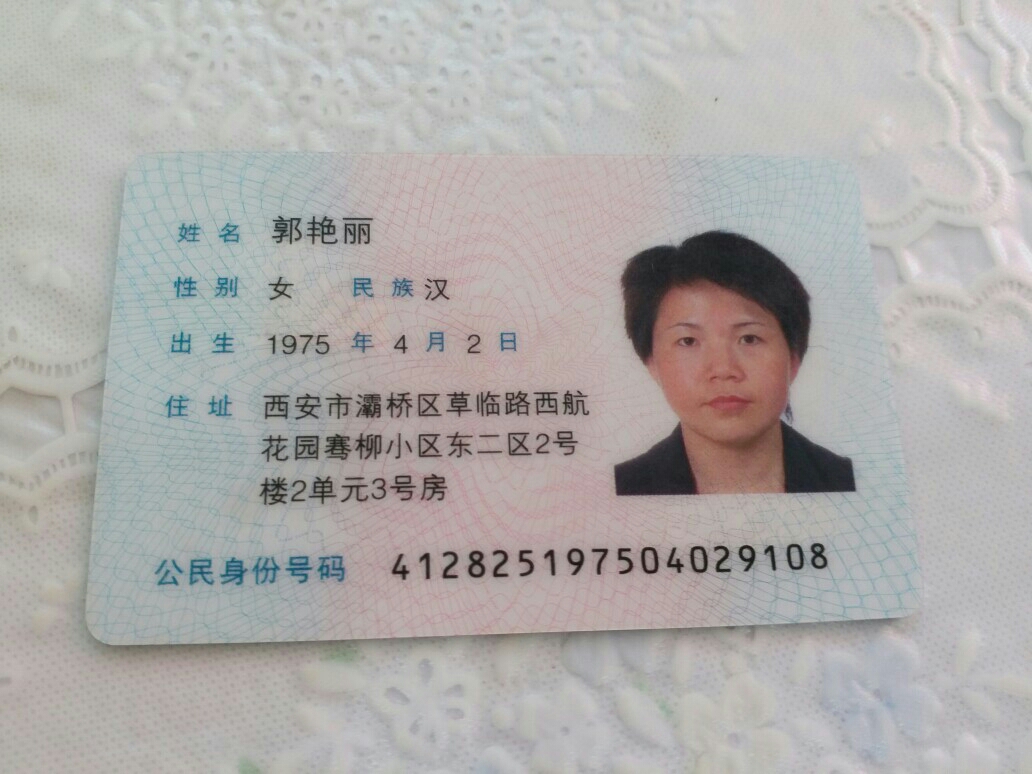 姓名 郭艳丽
性别 女 民族 汉
出生 1975 年 4 月 2 日
住址 西安市灞桥区草临路西航
花园骞柳小区东二区2号
楼2单元3号房
公民身份号码 412825197504029108